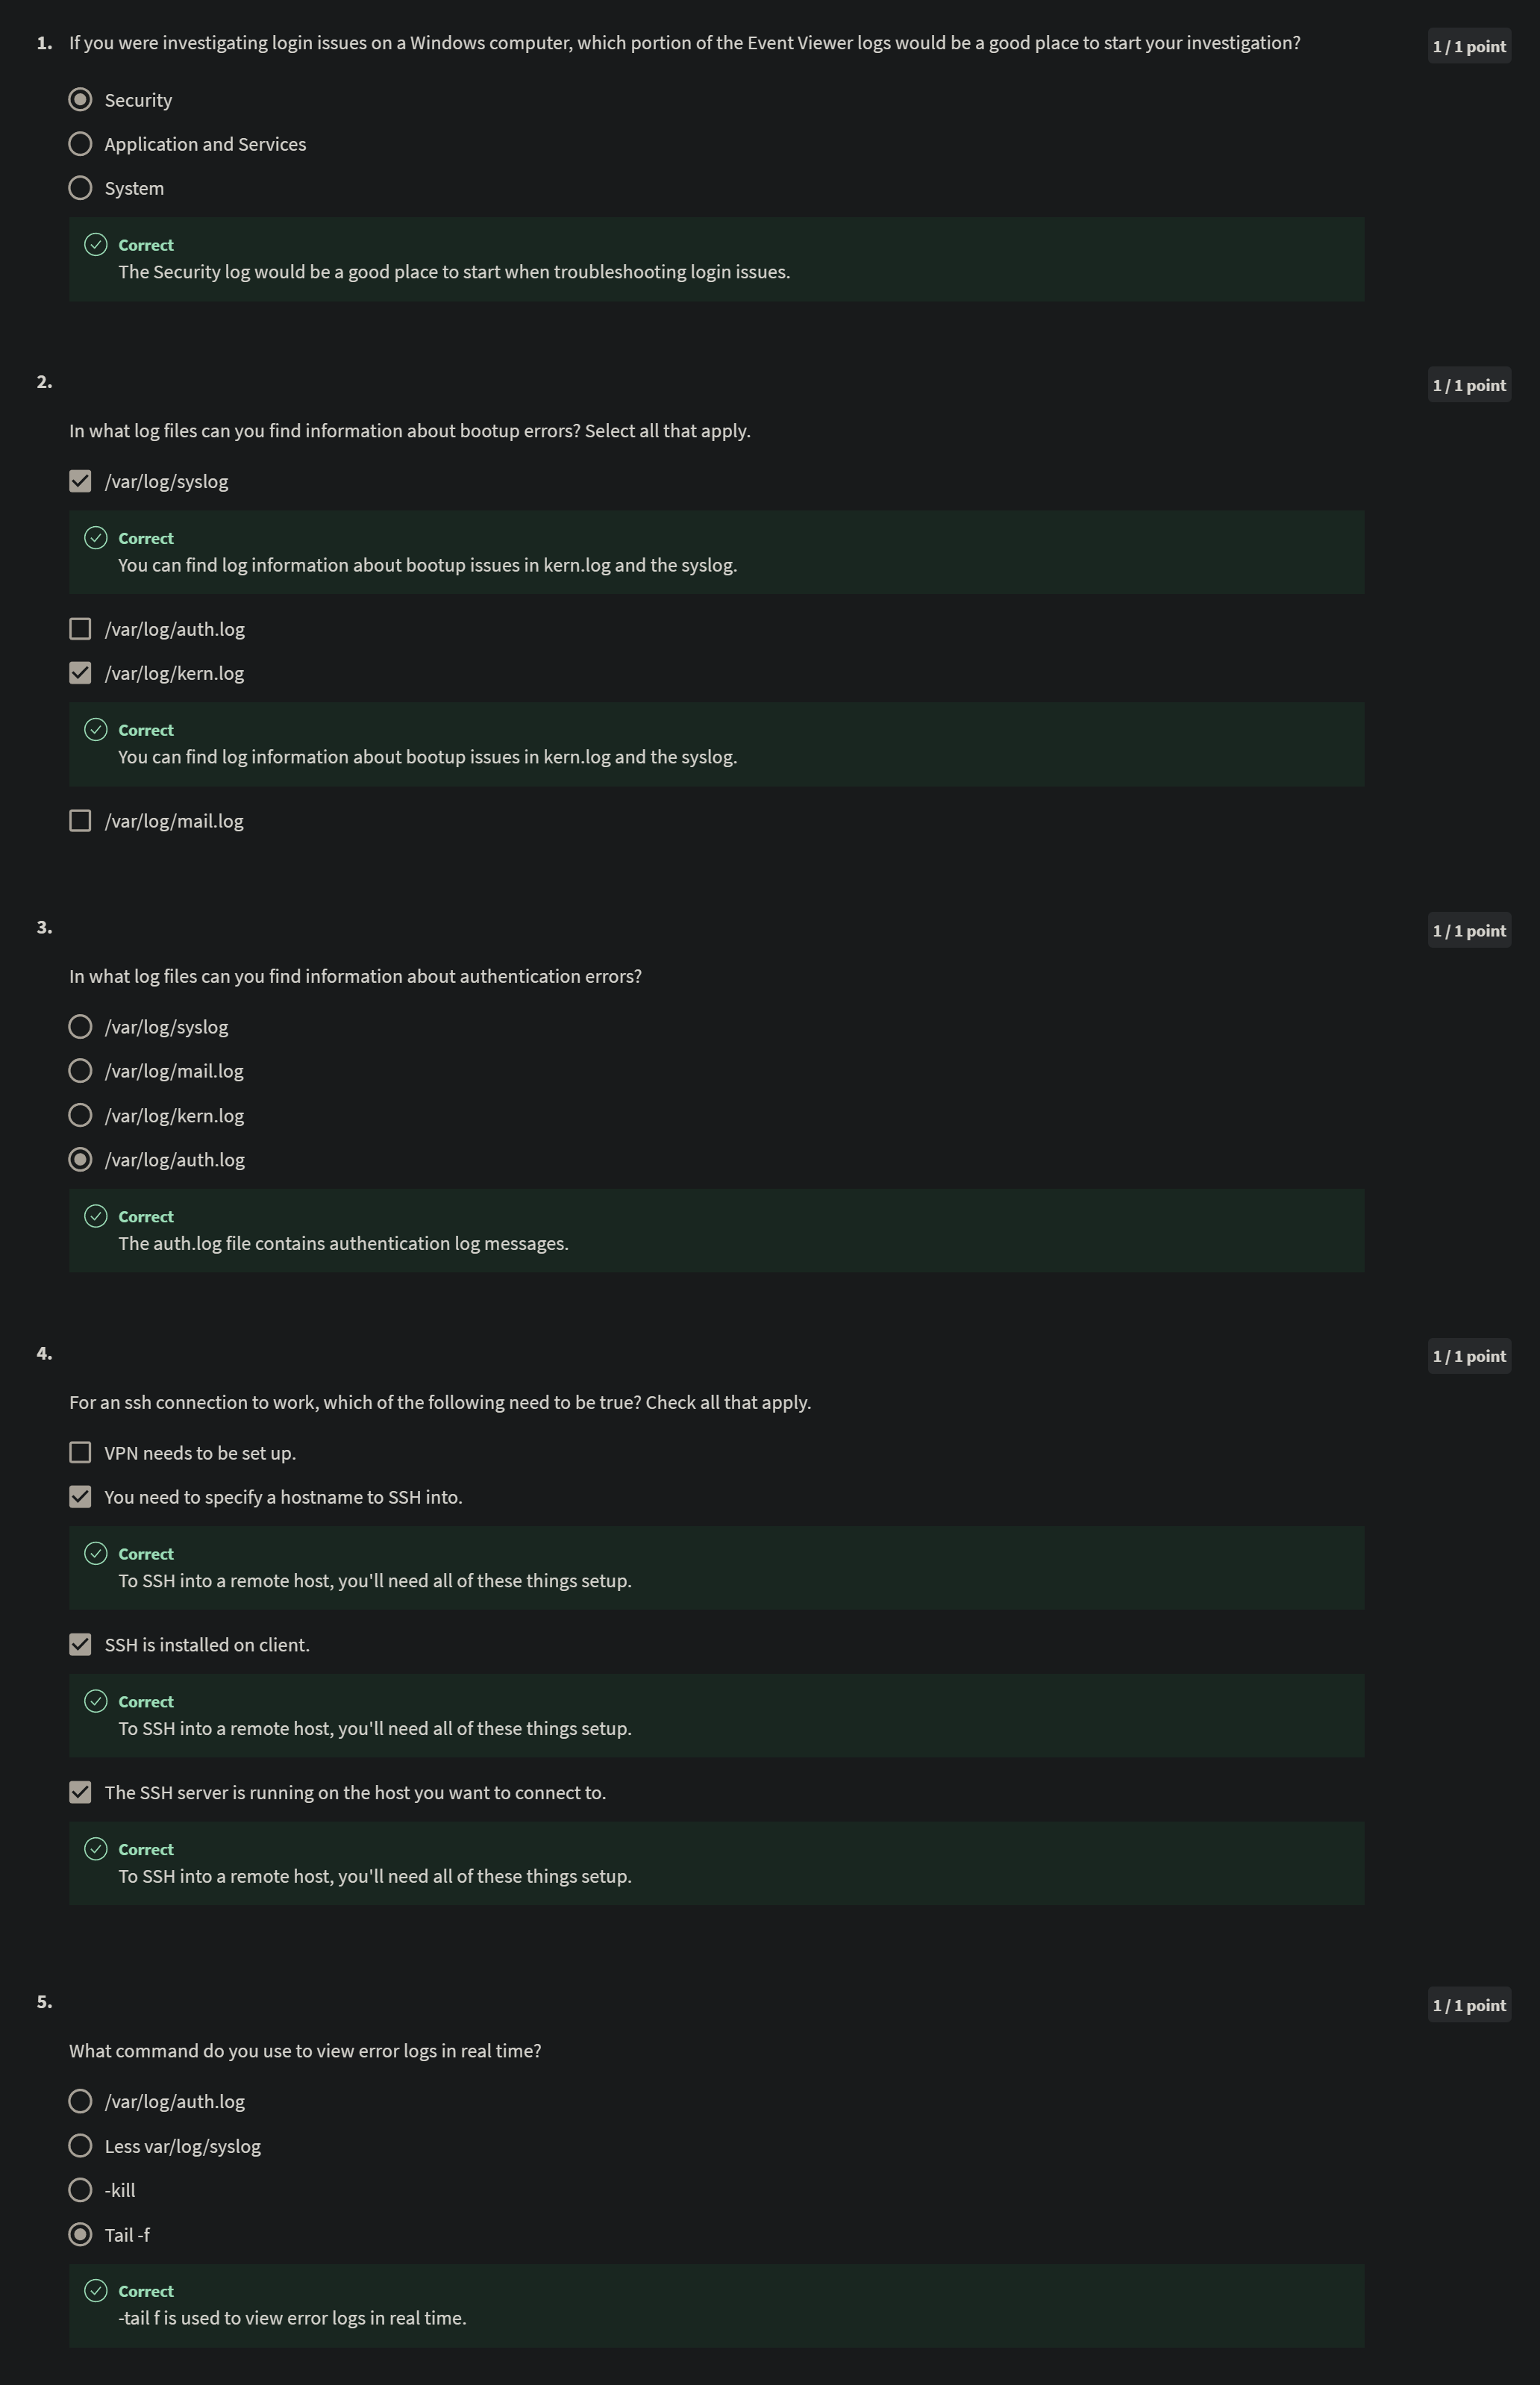 1. If you were investigating login issues on a Windows computer, which portion of the Event Viewer logs would be a good place to start your investigation?
1 / 1 point
Security
Application and Services
System
Correct
The Security log would be a good place to start when troubleshooting login issues.
2.
1 / 1 point
In what log files can you find information about bootup errors? Select all that apply.
/var/log/syslog
Correct
You can find log information about bootup issues in kern.log and the syslog.
/var/log/auth.log
/var/log/kern.log
Correct
You can find log information about bootup issues in kern.log and the syslog.
/var/log/mail.log
3.
1 / 1 point
In what log files can you find information about authentication errors?
/var/log/syslog
/var/log/mail.log
/var/log/kern.log
/var/log/auth.log
Correct
The auth.log file contains authentication log messages.
4.
1 / 1 point
For an ssh connection to work, which of the following need to be true? Check all that apply.
VPN needs to be set up.
You need to specify a hostname to SSH into.
Correct
To SSH into a remote host, you'll need all of these things setup.
SSH is installed on client.
Correct
To SSH into a remote host, you'll need all of these things setup.
The SSH server is running on the host you want to connect to.
Correct
To SSH into a remote host, you'll need all of these things setup.
5.
1 / 1 point
What command do you use to view error logs in real time?
/var/log/auth.log
Less var/log/syslog
-kill
Tail -f
Correct
-tail f is used to view error logs in real time.